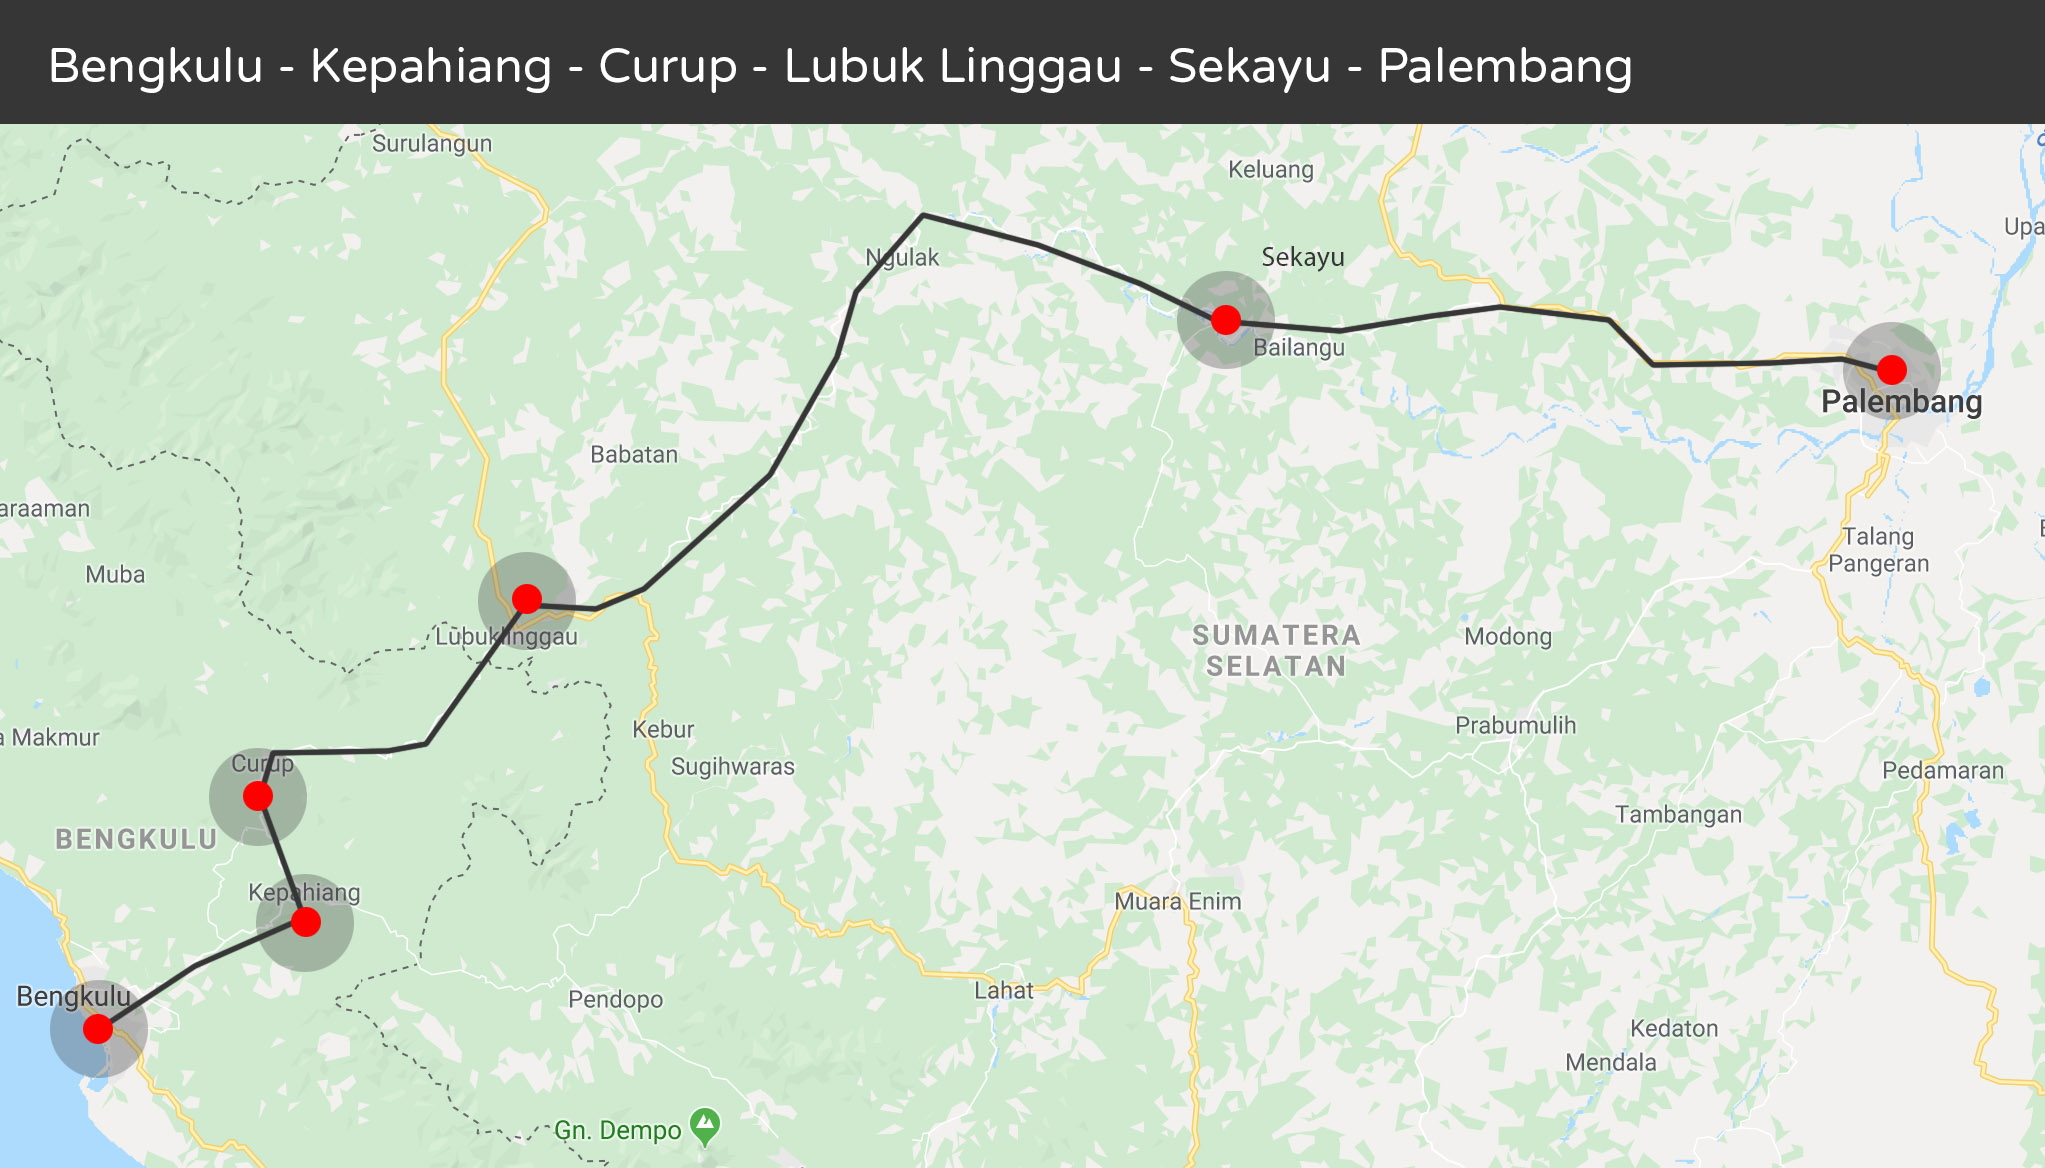 Bengkulu - Kepahiang - Curup - Lubuk Linggau - Sekayu - Palembang
Surulangun
Keluang
Upa
Ngulak
Sekayu
Bailangu
Palembang
Babatan
araaman
Talang
Pangeran
Muba
Lubuklinggau
SUMATERA
SELATAN
Modong
a Makmur
Kebur
Prabumulih
Curup
Sugihwaras
Pedamaran
Tambangan
BENGKULU
Kepahiang
Muara Enim
Bengkulu
Pendopo
Lahat
Kedaton
Mendala
Gn. Dempo